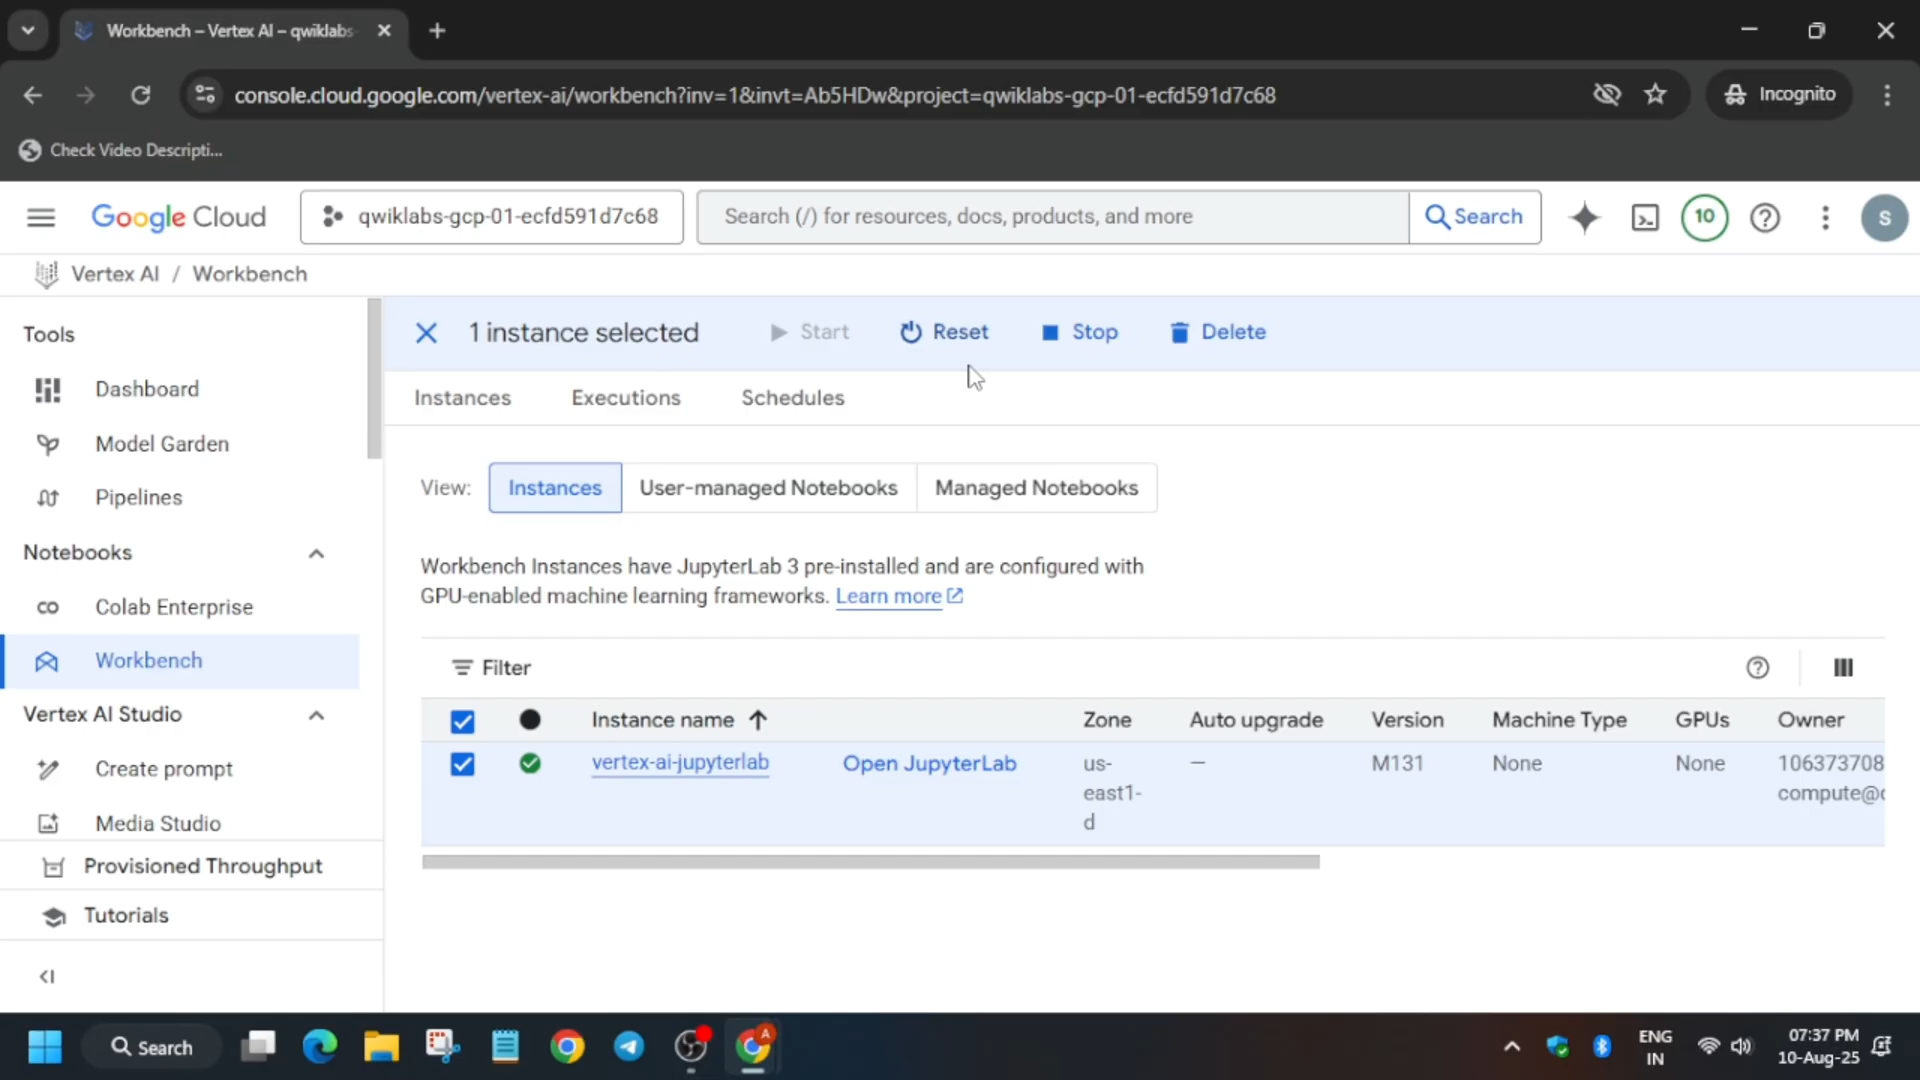 Workbench – Vertex AI – qwiklabs-
console.cloud.google.com/vertex-ai/workbench?inv=1&invt=Ab5HDw&project=qwiklabs-gcp-01-ecfd591d7c68
Incognito
Check Video Descripti...
Google Cloud
qwiklabs-gcp-01-ecfd591d7c68
Search (/) for resources, docs, products, and more
Search
10
S
Vertex AI / Workbench
Tools
Dashboard
Model Garden
Pipelines
Notebooks
Colab Enterprise
Workbench
Vertex AI Studio
Create prompt
Media Studio
Provisioned Throughput
Tutorials
1 instance selected
Start
Reset
Stop
Delete
Instances
Executions
Schedules
View:
Instances
User-managed Notebooks
Managed Notebooks
Workbench Instances have JupyterLab 3 pre-installed and are configured with
GPU-enabled machine learning frameworks. Learn more
Filter
Instance name
Zone
Auto upgrade
Version
Machine Type
GPUs
Owner
vertex-ai-jupyterlab
Open JupyterLab
us-
east1-
d
—
M131
None
None
106373708
compute@
Search
A
ENG
IN
07:37 PM
10-Aug-25